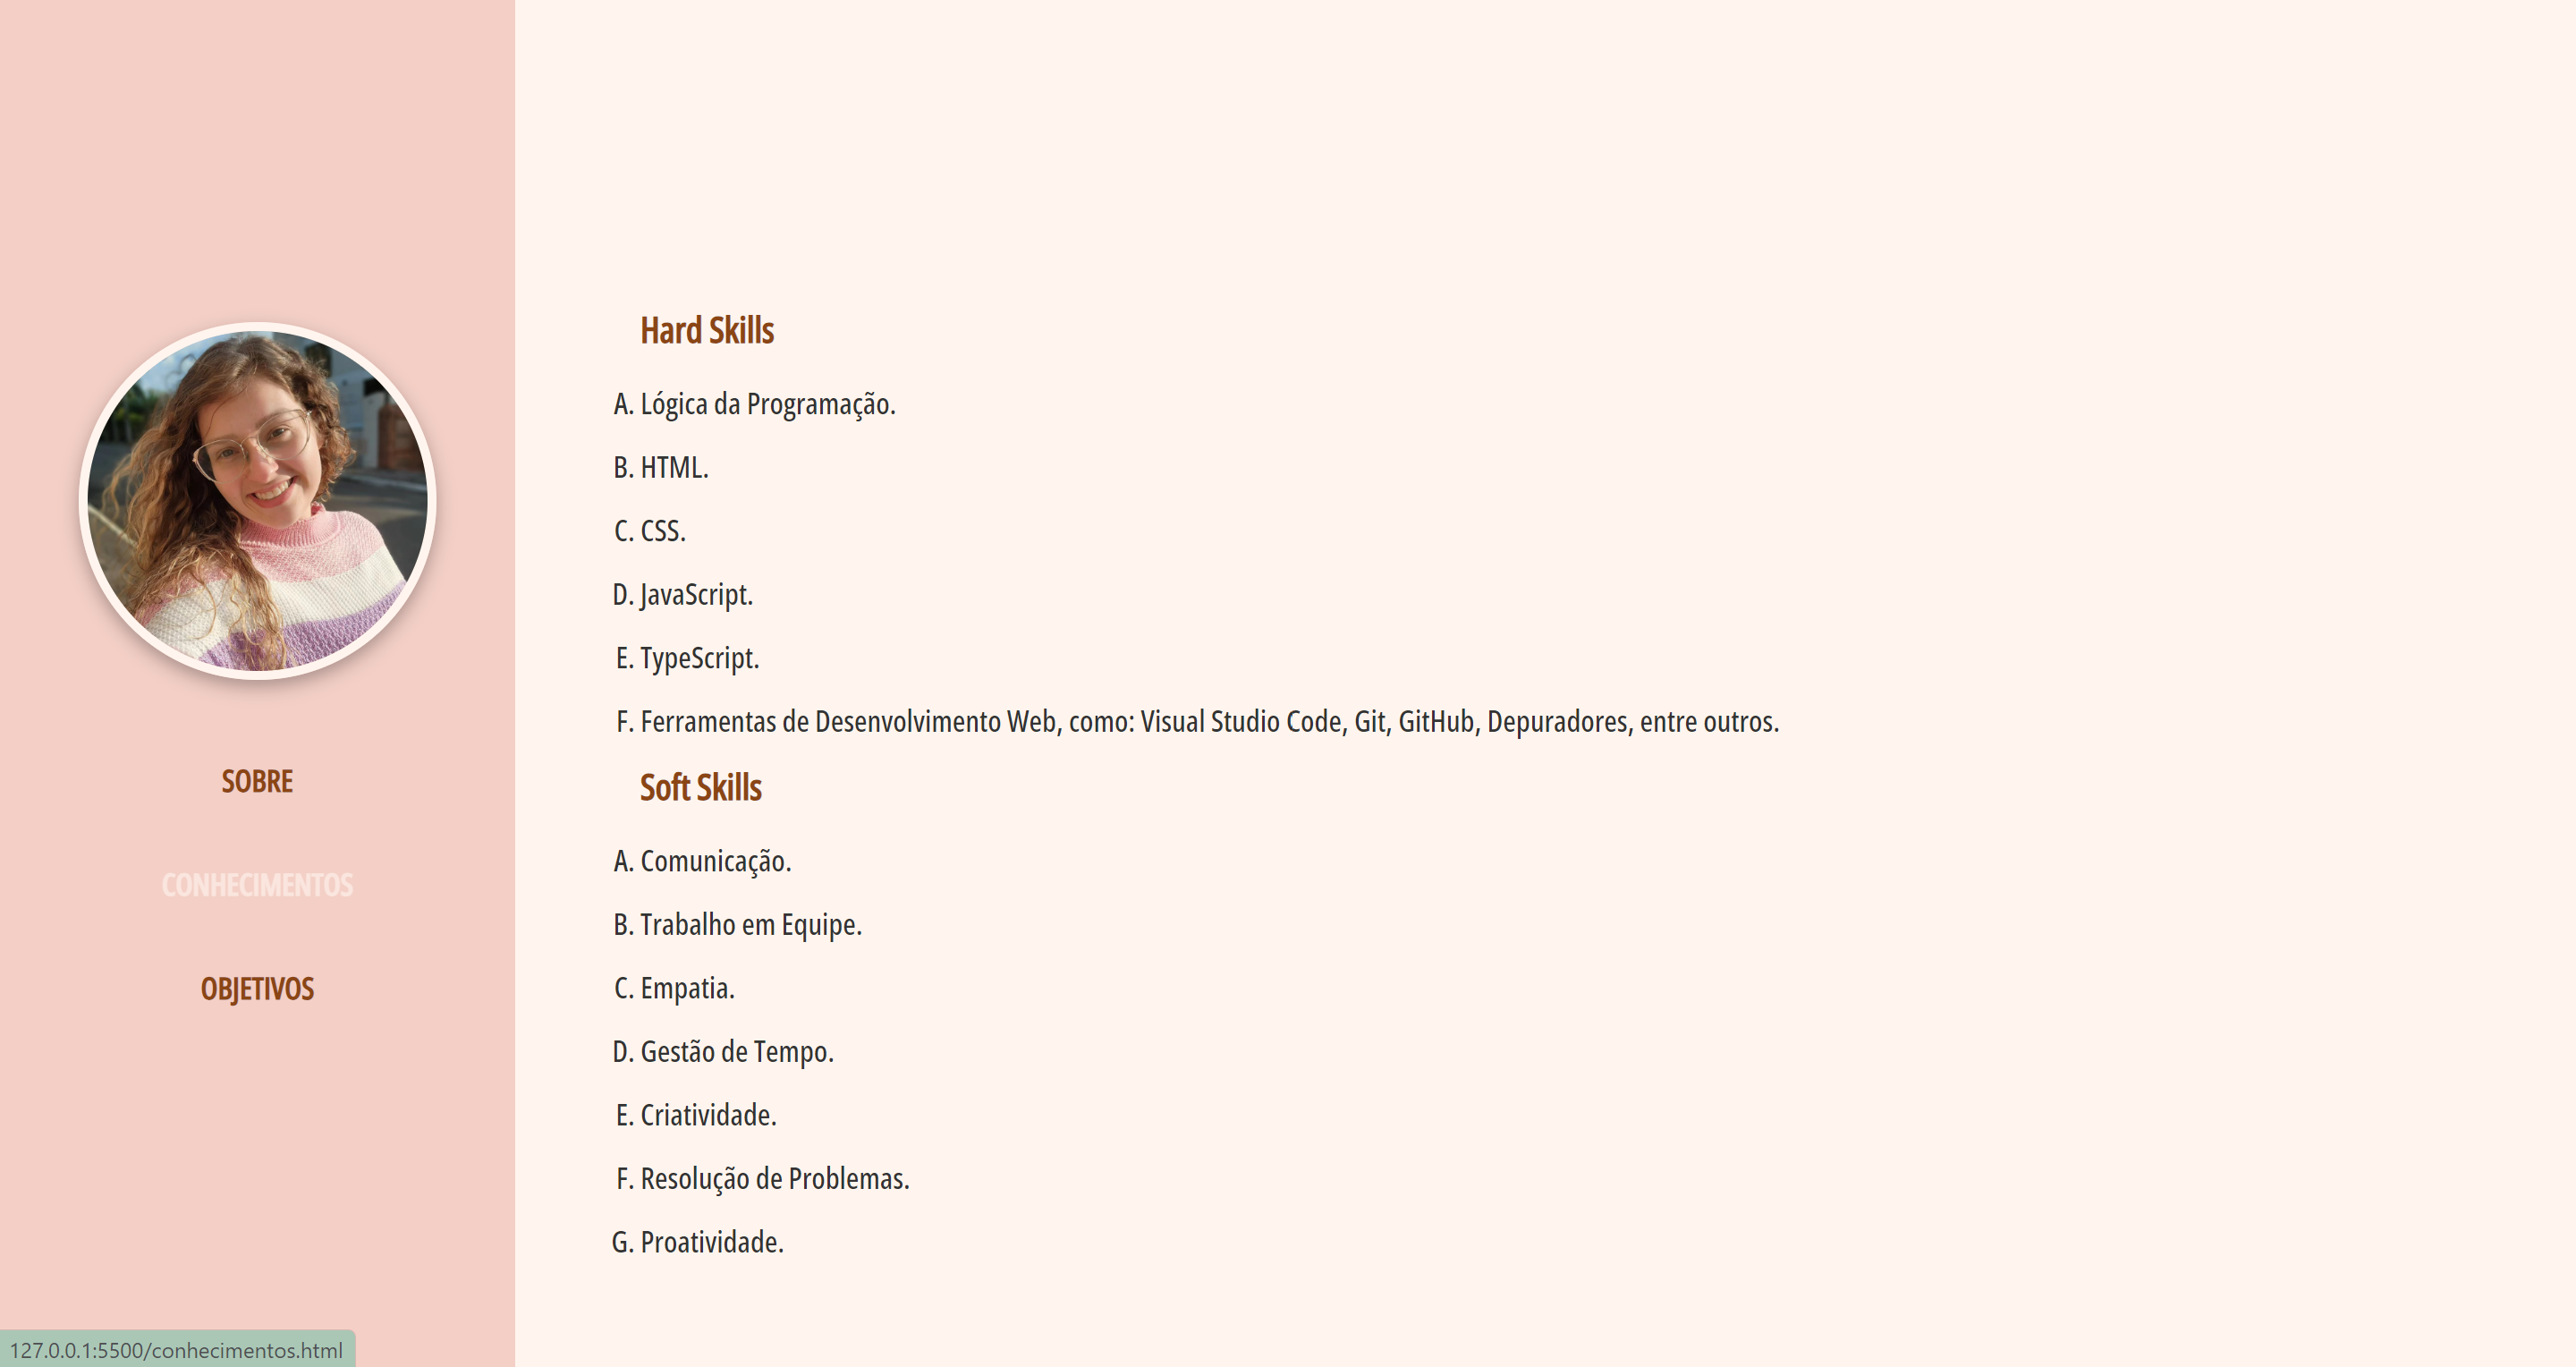 SOBRE
CONHECIMENTOS
OBJETIVOS
Hard Skills
A. Lógica da Programação.
B. HTML.
C. CSS.
D. JavaScript.
E. TypeScript.
F. Ferramentas de Desenvolvimento Web, como: Visual Studio Code, Git, GitHub, Depuradores, entre outros.
Soft Skills
A. Comunicação.
B. Trabalho em Equipe.
C. Empatia.
D. Gestão de Tempo.
E. Criatividade.
F. Resolução de Problemas.
G. Proatividade.
127.0.0.1:5500/conhecimentos.html